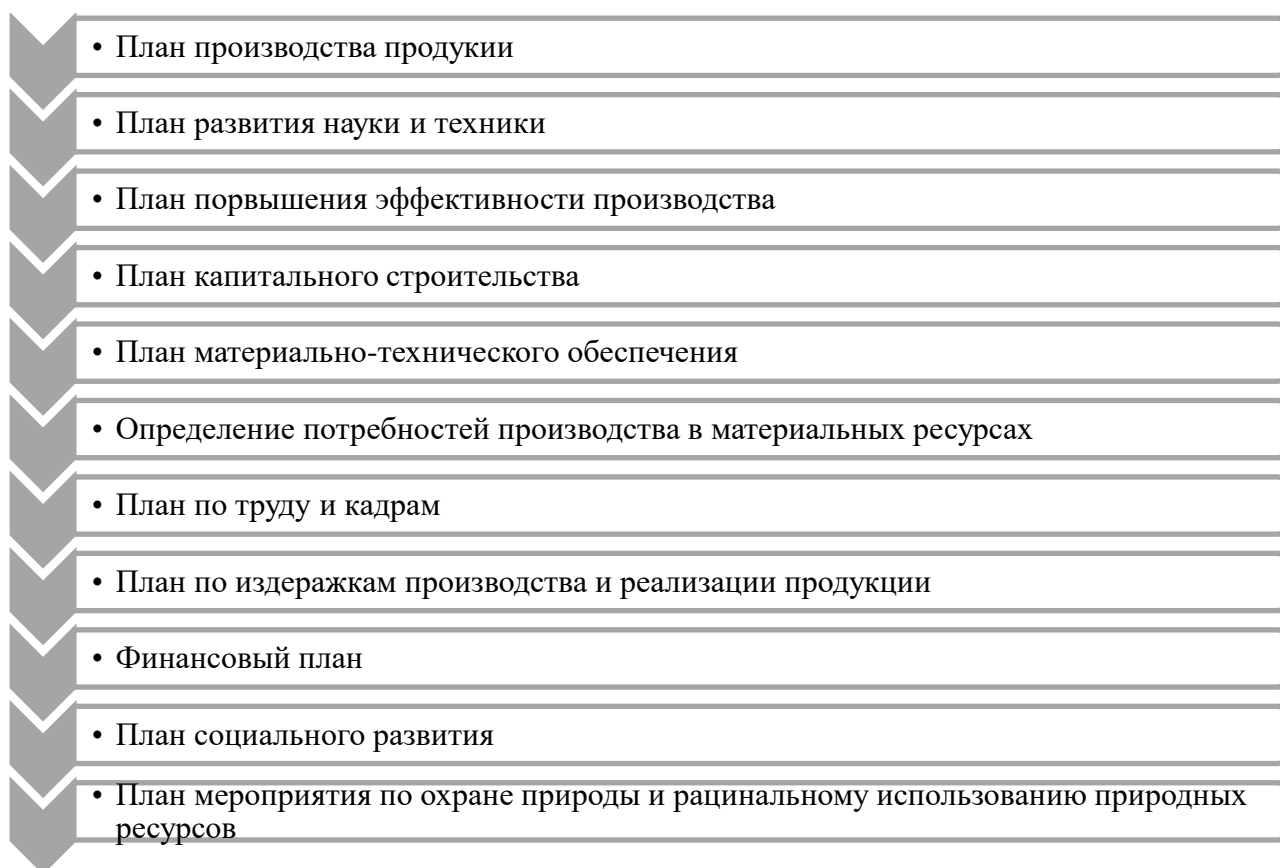 • План производства продукии
• План развития науки и техники
• План порвышения эффективности производства
• План капитального строительства
• План материально-технического обеспечения
• Определение потребностей производства в материальных ресурсах
• План по труду и кадрам
• План по издеражкам производства и реализации продукции
• Финансовый план
• План социального развития
• План мероприятия по охране природы и рацинальному использованию природных
ресурсов